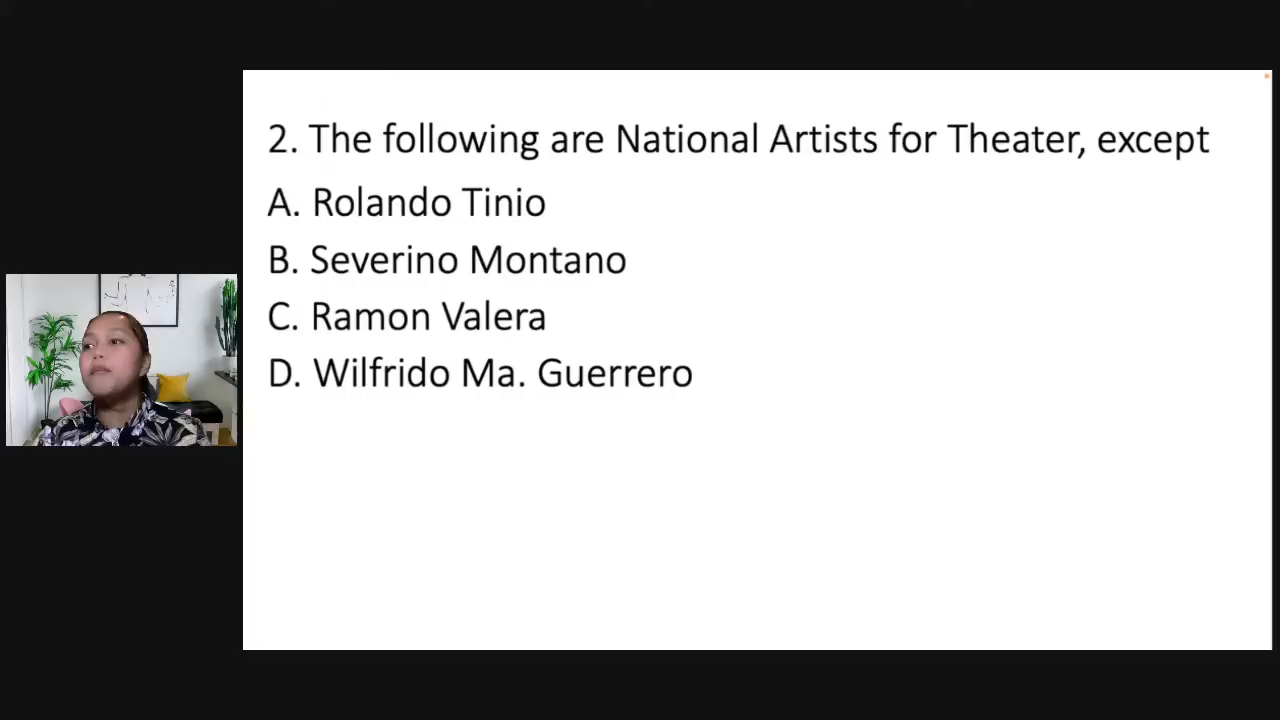 2. The following are National Artists for Theater, except
A. Rolando Tinio
B. Severino Montano
C. Ramon Valera
D. Wilfrido Ma. Guerrero